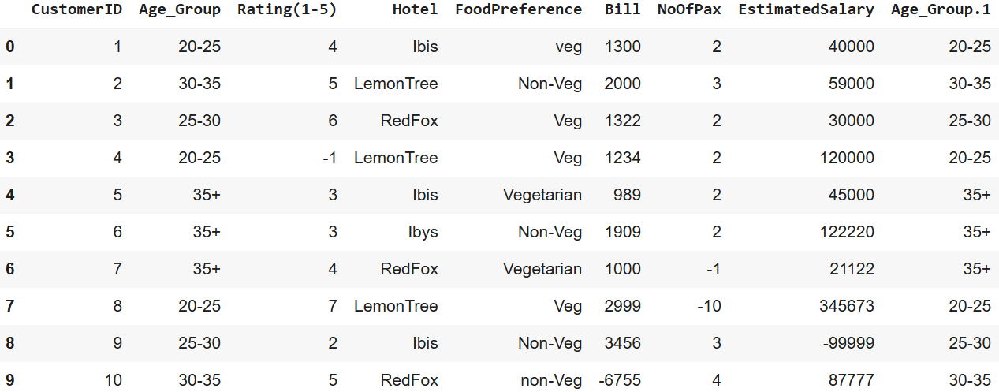 CustomerID Age_Group Rating(1-5) Hotel FoodPreference Bill NoOfPax EstimatedSalary Age_Group.1
0 1 20-25 4 Ibis veg 1300 2 40000 20-25
1 2 30-35 5 LemonTree Non-Veg 2000 3 59000 30-35
2 3 25-30 6 RedFox Veg 1322 2 30000 25-30
3 4 20-25 -1 LemonTree Veg 1234 2 120000 20-25
4 5 35+ 3 Ibis Vegetarian 989 2 45000 35+
5 6 35+ 3 Ibys Non-Veg 1909 2 122220 35+
6 7 35+ 4 RedFox Vegetarian 1000 -1 21122 35+
7 8 20-25 7 LemonTree Veg 2999 -10 345673 20-25
8 9 25-30 2 Ibis Non-Veg 3456 3 -99999 25-30
9 10 30-35 5 RedFox non-Veg -6755 4 87777 30-35